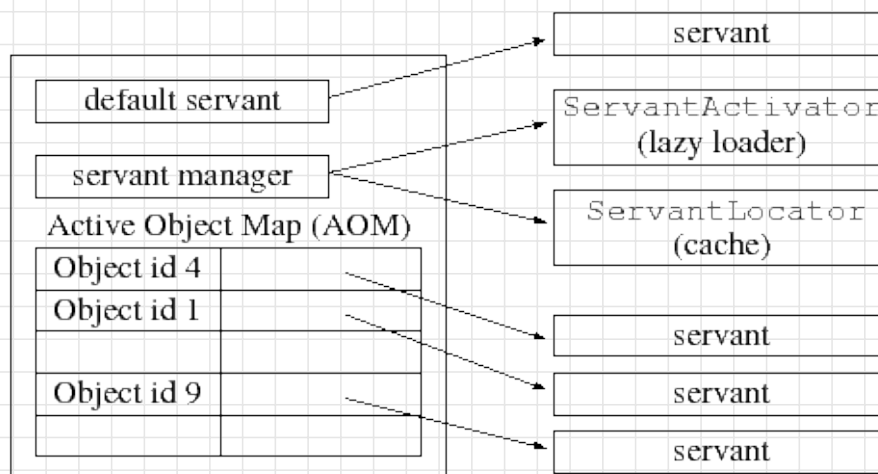 servant
default servant
ServantActivator
(lazy loader)
servant manager
ServantLocator
(cache)
Active Object Map (AOM)
Object id 4
Object id 1
servant
Object id 9
servant
servant